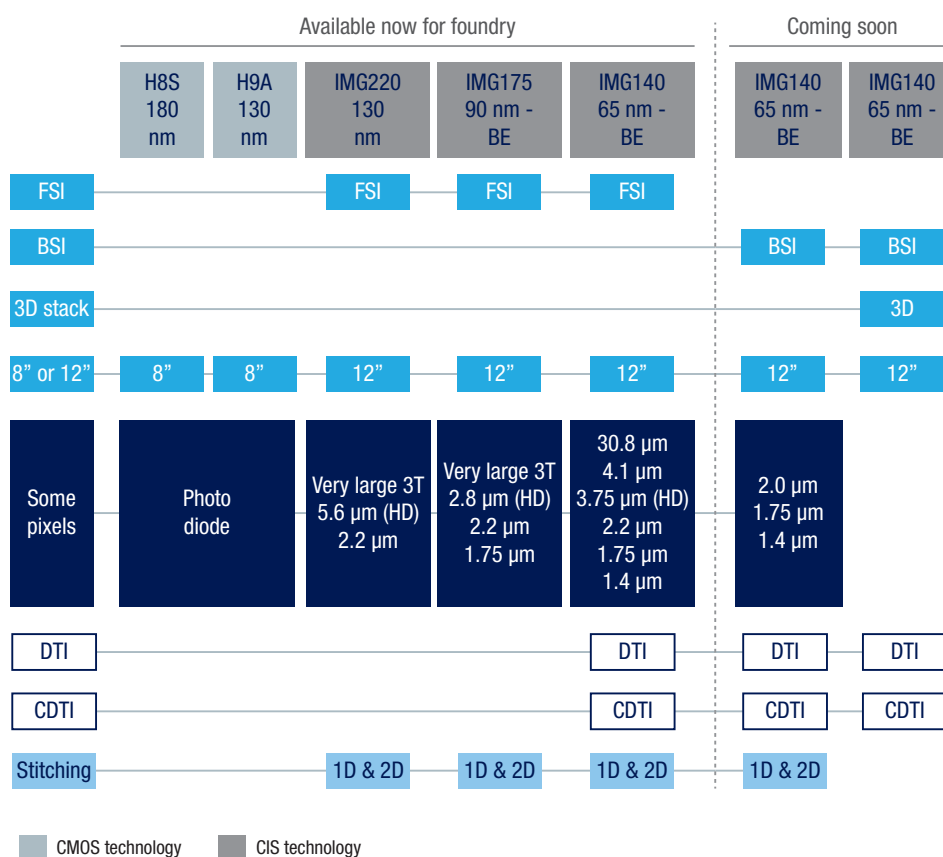 Available now for foundry
Coming soon
H8S
180
nm
H9A
130
nm
IMG220
130
nm
IMG175
90 nm -
BE
IMG140
65 nm -
BE
IMG140
65 nm -
BE
IMG140
65 nm -
BE
FSI FSI FSI FSI
BSI BSI BSI
3D stack 3D
8” or 12” 8” 8” 12” 12” 12” 12” 12”
Some
pixels
Photo
diode
Very large 3T
5.6 µm (HD)
2.2 µm
Very large 3T
2.8 µm (HD)
2.2 µm
1.75 µm
30.8 µm
4.1 µm
3.75 µm (HD)
2.2 µm
1.75 µm
1.4 µm
2.0 µm
1.75 µm
1.4 µm
DTI DTI DTI DTI
CDTI CDTI CDTI CDTI
Stitching 1D & 2D 1D & 2D 1D & 2D 1D & 2D
CMOS technology CIS technology